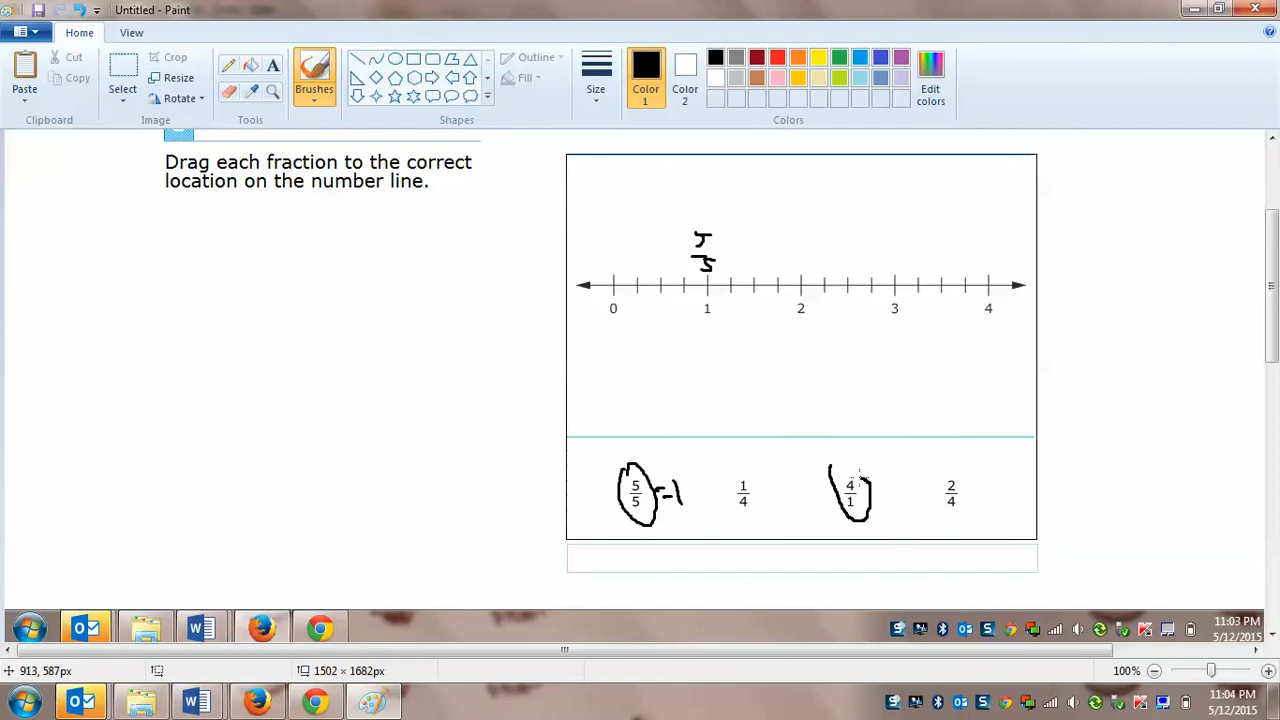 Untitled - Paint
Home View
Paste
Cut
Copy
Clipboard
Select
Crop
Resize
Rotate
Image
Tools
Brushes
Shapes
Outline
Fill
Size
Color 1
Color 2
Edit colors
Colors
Drag each fraction to the correct
location on the number line.
5/5
0 1 2 3 4
5/5 =1 1/4 4/1 2/4
11:03 PM
5/12/2015
913, 587px 1502 × 1682px 100%
11:04 PM
5/12/2015